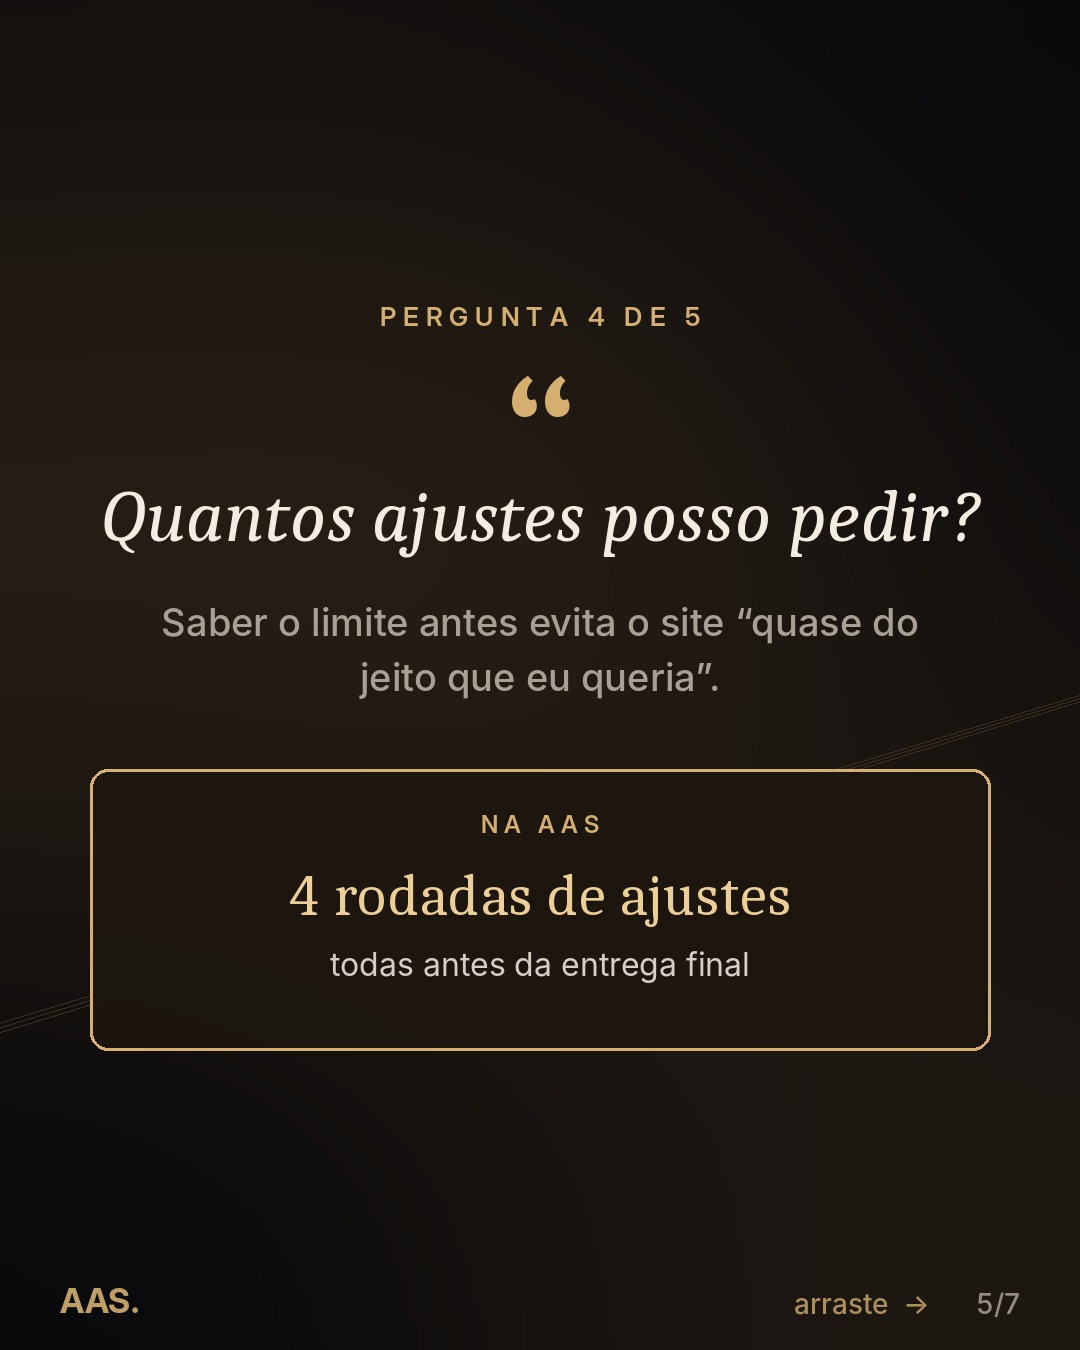 PERGUNTA 4 DE 5
“
Quantos ajustes posso pedir?
Saber o limite antes evita o site “quase do
jeito que eu queria”.
NA AAS
4 rodadas de ajustes
todas antes da entrega final
AAS.
arraste → 5/7